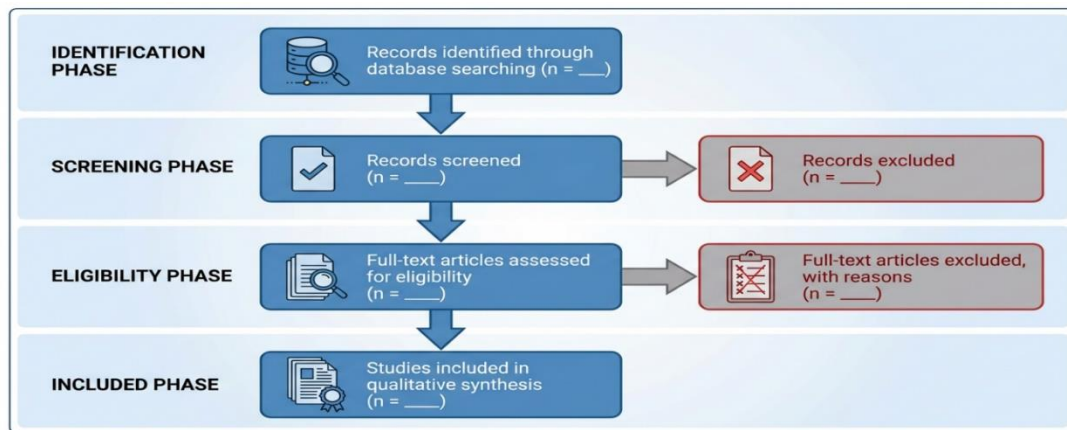 IDENTIFICATION
PHASE
Records identified through
database searching (n = ___)
SCREENING PHASE
Records screened
(n = ____)
Records excluded
(n = ____)
ELIGIBILITY PHASE
Full-text articles assessed
for eligibility
(n = ____)
Full-text articles excluded,
with reasons
(n = ____)
INCLUDED PHASE
Studies included in
qualitative synthesis
(n = ____)